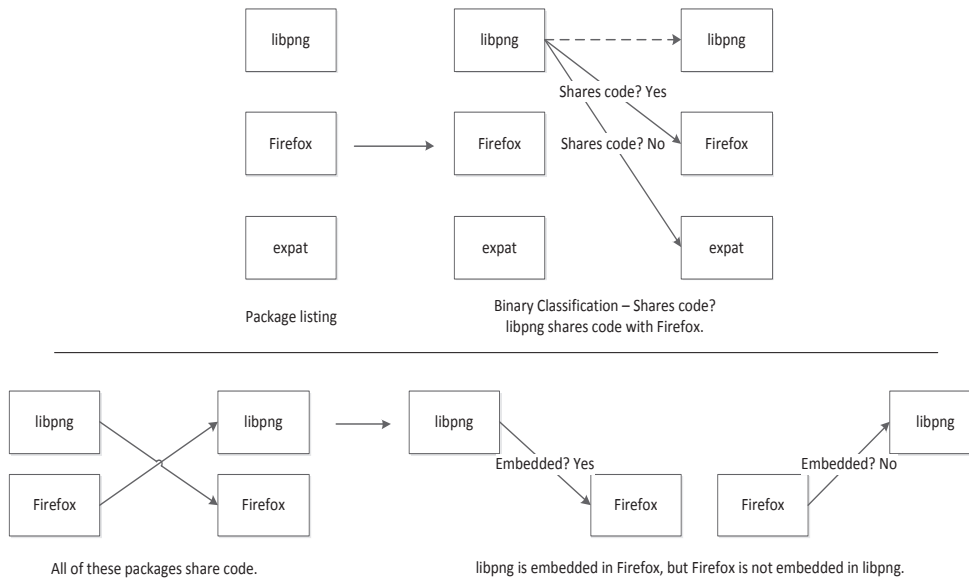 libpng
libpng
libpng
Shares code? Yes
Firefox
Firefox
Shares code? No
Firefox
expat
expat
expat
Package listing
Binary Classification – Shares code?
libpng shares code with Firefox.
libpng
libpng
libpng
libpng
Embedded? Yes
Embedded? No
Firefox
Firefox
Firefox
Firefox
All of these packages share code.
libpng is embedded in Firefox, but Firefox is not embedded in libpng.